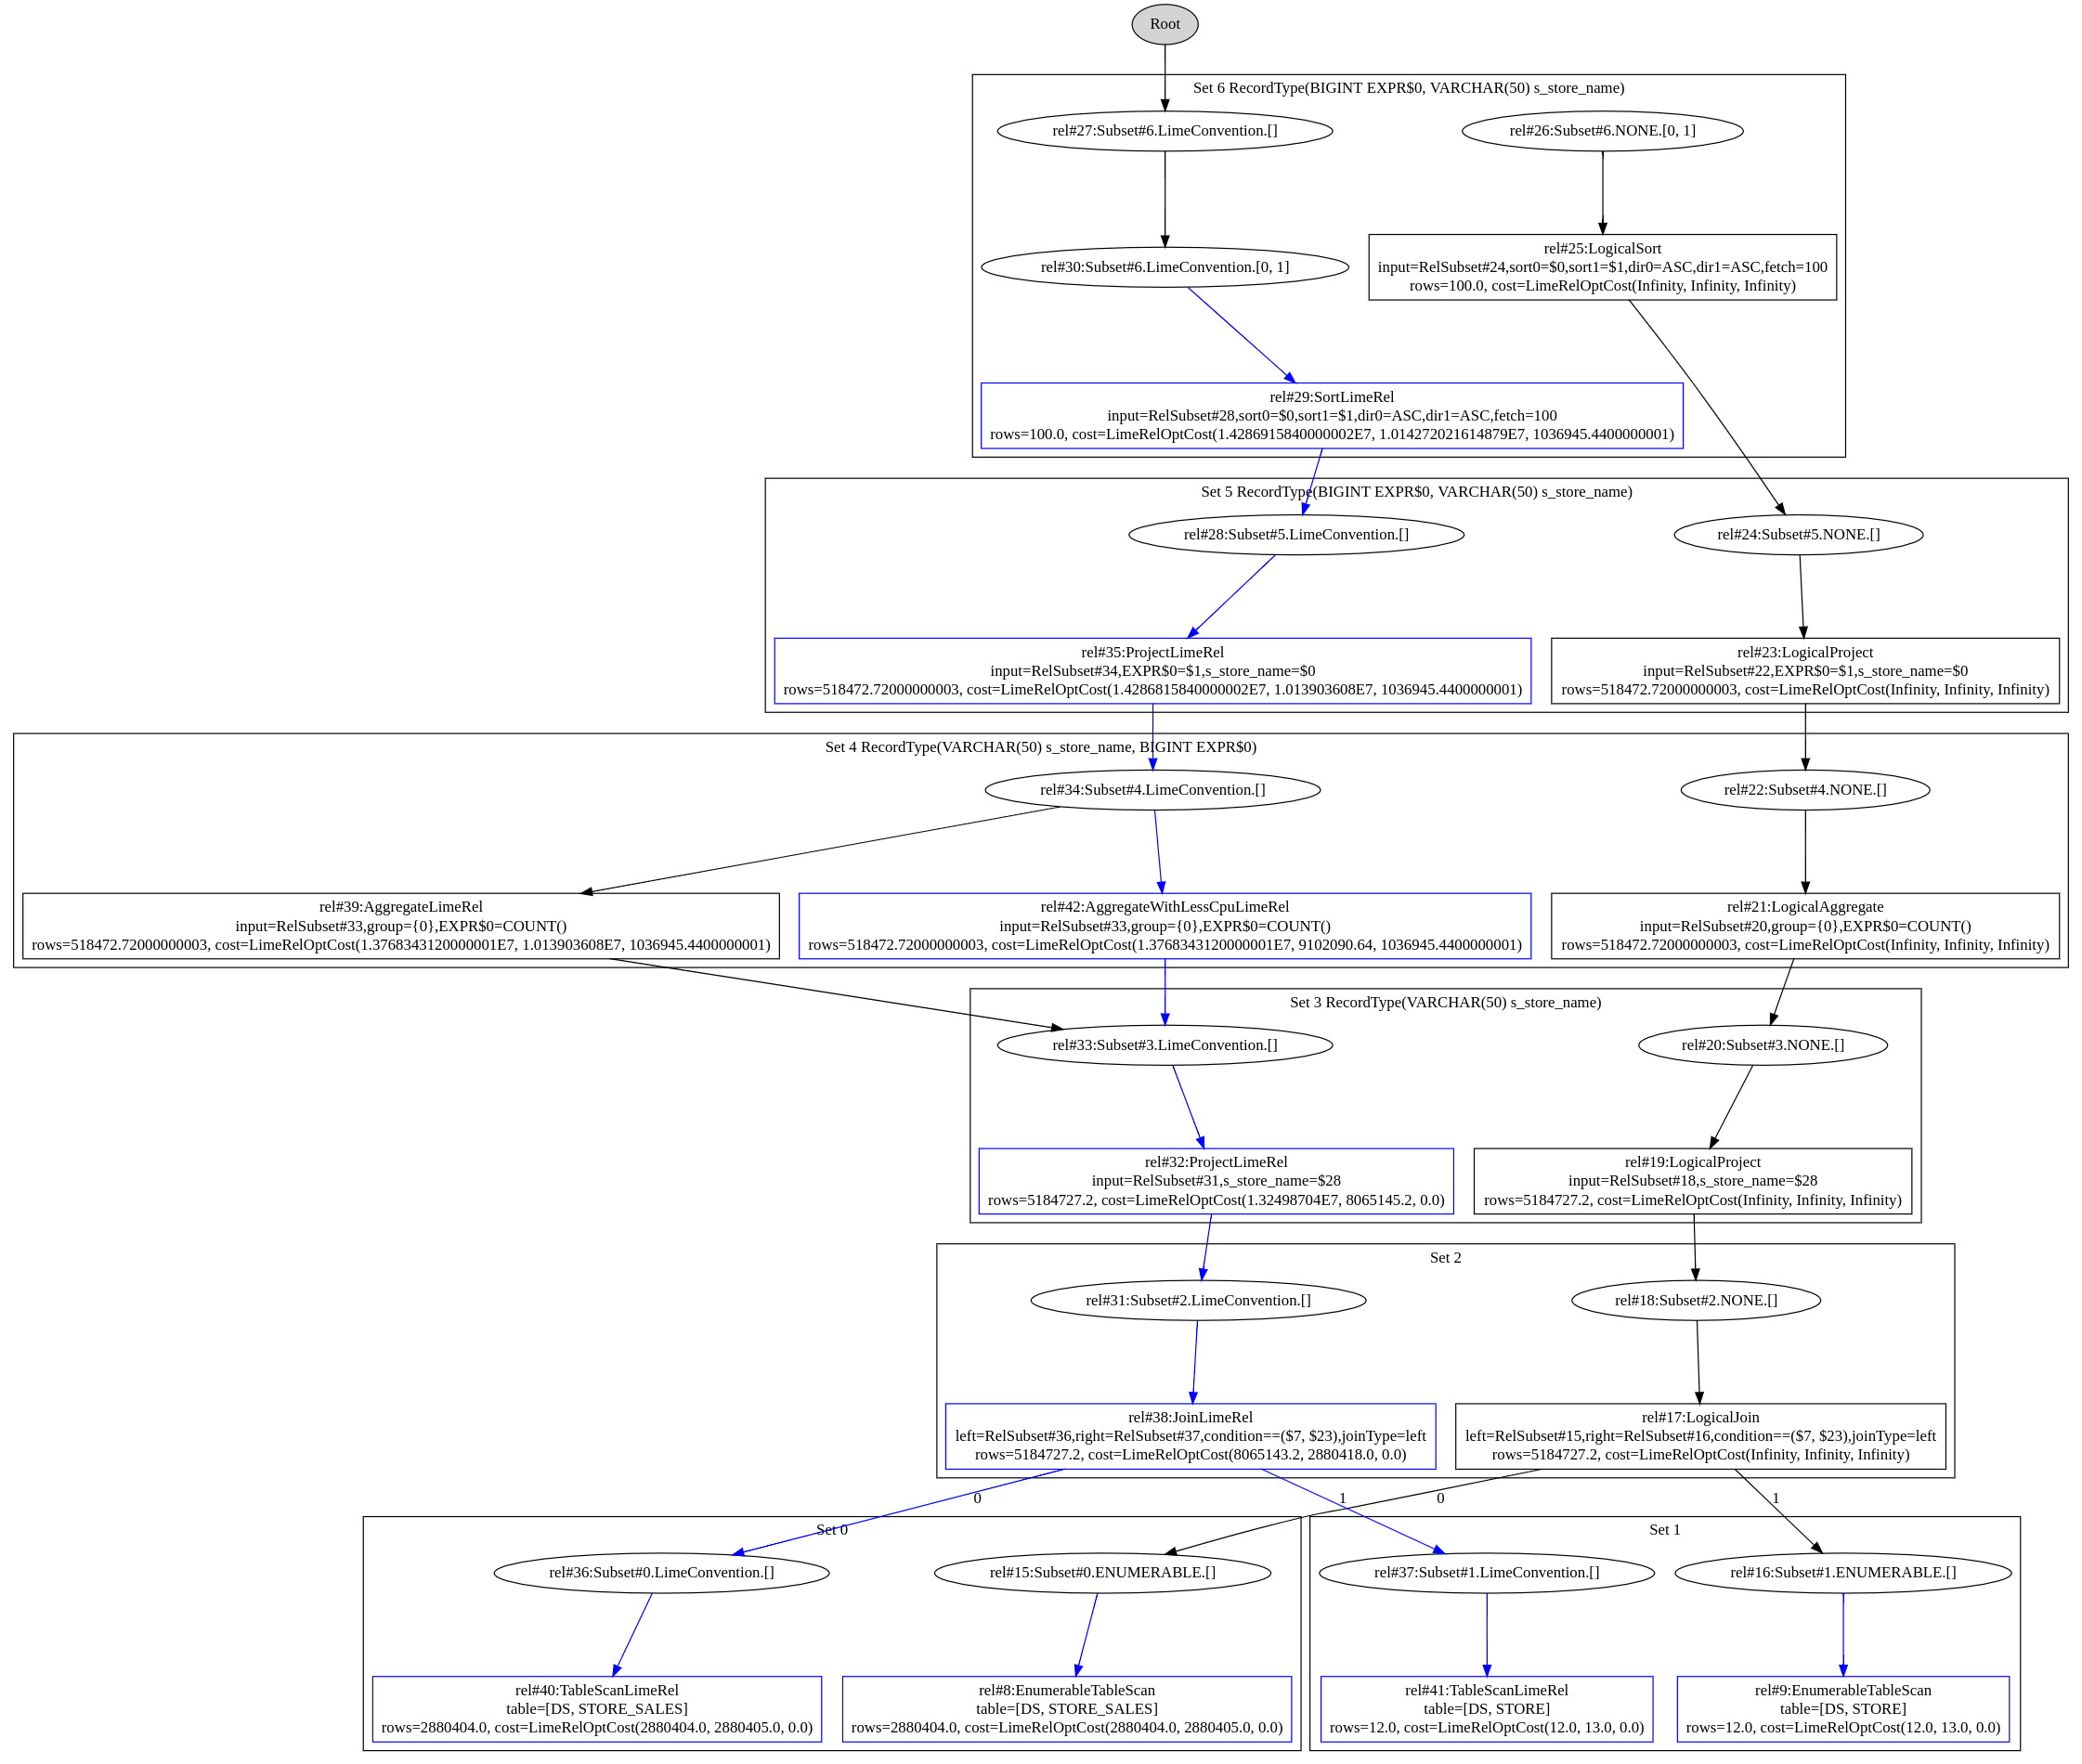 Root
Set 6 RecordType(BIGINT EXPR$0, VARCHAR(50) s_store_name)
rel#27:Subset#6.LimeConvention.[]
rel#26:Subset#6.NONE.[0, 1]
rel#30:Subset#6.LimeConvention.[0, 1]
rel#25:LogicalSort
input=RelSubset#24,sort0=$0,sort1=$1,dir0=ASC,dir1=ASC,fetch=100
rows=100.0, cost=LimeRelOptCost(Infinity, Infinity, Infinity)
rel#29:SortLimeRel
input=RelSubset#28,sort0=$0,sort1=$1,dir0=ASC,dir1=ASC,fetch=100
rows=100.0, cost=LimeRelOptCost(1.4286915840000002E7, 1.014272021614879E7, 1036945.4400000001)
Set 5 RecordType(BIGINT EXPR$0, VARCHAR(50) s_store_name)
rel#28:Subset#5.LimeConvention.[]
rel#24:Subset#5.NONE.[]
rel#35:ProjectLimeRel
input=RelSubset#34,EXPR$0=$1,s_store_name=$0
rows=518472.72000000003, cost=LimeRelOptCost(1.4286815840000002E7, 1.013903608E7, 1036945.4400000001)
rel#23:LogicalProject
input=RelSubset#22,EXPR$0=$1,s_store_name=$0
rows=518472.72000000003, cost=LimeRelOptCost(Infinity, Infinity, Infinity)
Set 4 RecordType(VARCHAR(50) s_store_name, BIGINT EXPR$0)
rel#34:Subset#4.LimeConvention.[]
rel#22:Subset#4.NONE.[]
rel#39:AggregateLimeRel
input=RelSubset#33,group={0},EXPR$0=COUNT()
rows=518472.72000000003, cost=LimeRelOptCost(1.3768343120000001E7, 1.013903608E7, 1036945.4400000001)
rel#42:AggregateWithLessCpuLimeRel
input=RelSubset#33,group={0},EXPR$0=COUNT()
rows=518472.72000000003, cost=LimeRelOptCost(1.3768343120000001E7, 9102090.64, 1036945.4400000001)
rel#21:LogicalAggregate
input=RelSubset#20,group={0},EXPR$0=COUNT()
rows=518472.72000000003, cost=LimeRelOptCost(Infinity, Infinity, Infinity)
Set 3 RecordType(VARCHAR(50) s_store_name)
rel#33:Subset#3.LimeConvention.[]
rel#20:Subset#3.NONE.[]
rel#32:ProjectLimeRel
input=RelSubset#31,s_store_name=$28
rows=5184727.2, cost=LimeRelOptCost(1.32498704E7, 8065145.2, 0.0)
rel#19:LogicalProject
input=RelSubset#18,s_store_name=$28
rows=5184727.2, cost=LimeRelOptCost(Infinity, Infinity, Infinity)
Set 2
rel#31:Subset#2.LimeConvention.[]
rel#18:Subset#2.NONE.[]
rel#38:JoinLimeRel
left=RelSubset#36,right=RelSubset#37,condition==($7, $23),joinType=left
rows=5184727.2, cost=LimeRelOptCost(8065143.2, 2880418.0, 0.0)
rel#17:LogicalJoin
left=RelSubset#15,right=RelSubset#16,condition==($7, $23),joinType=left
rows=5184727.2, cost=LimeRelOptCost(Infinity, Infinity, Infinity)
0
1
0
1
Set 0
Set 1
rel#36:Subset#0.LimeConvention.[]
rel#15:Subset#0.ENUMERABLE.[]
rel#37:Subset#1.LimeConvention.[]
rel#16:Subset#1.ENUMERABLE.[]
rel#40:TableScanLimeRel
table=[DS, STORE_SALES]
rows=2880404.0, cost=LimeRelOptCost(2880404.0, 2880405.0, 0.0)
rel#8:EnumerableTableScan
table=[DS, STORE_SALES]
rows=2880404.0, cost=LimeRelOptCost(2880404.0, 2880405.0, 0.0)
rel#41:TableScanLimeRel
table=[DS, STORE]
rows=12.0, cost=LimeRelOptCost(12.0, 13.0, 0.0)
rel#9:EnumerableTableScan
table=[DS, STORE]
rows=12.0, cost=LimeRelOptCost(12.0, 13.0, 0.0)